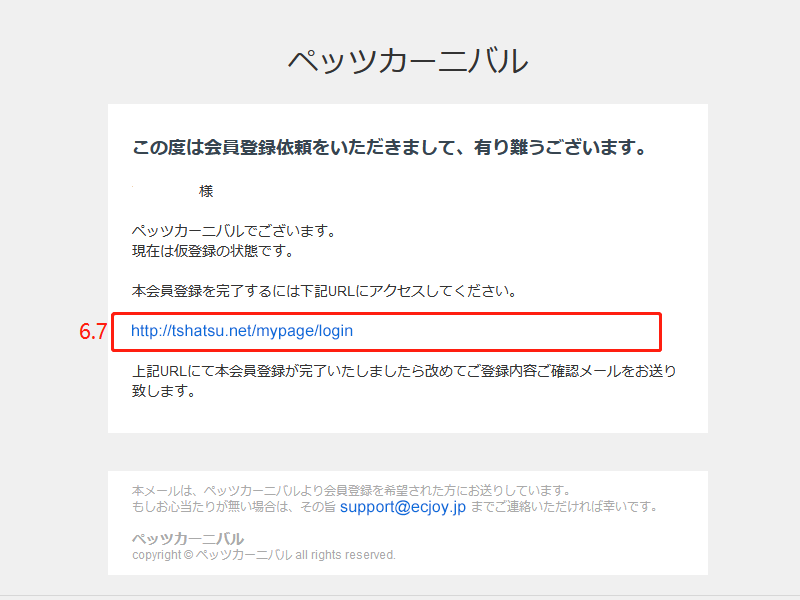 ペッツカーニバル
この度は会員登録依頼をいただきまして、有り難うございます。
様
ペッツカーニバルでございます。
現在は仮登録の状態です。
本会員登録を完了するには下記URLにアクセスしてください。
6.7
http://tshatsu.net/mypage/login
上記URLにて本会員登録が完了いたしましたら改めてご登録内容ご確認メールをお送り
致します。
本メールは、ペッツカーニバルより会員登録を希望された方にお送りしています。
もしお心当たりが無い場合は、その旨 support@ecjoy.jp までご連絡いただければ幸いです。
ペッツカーニバル
copyright © ペッツカーニバル all rights reserved.